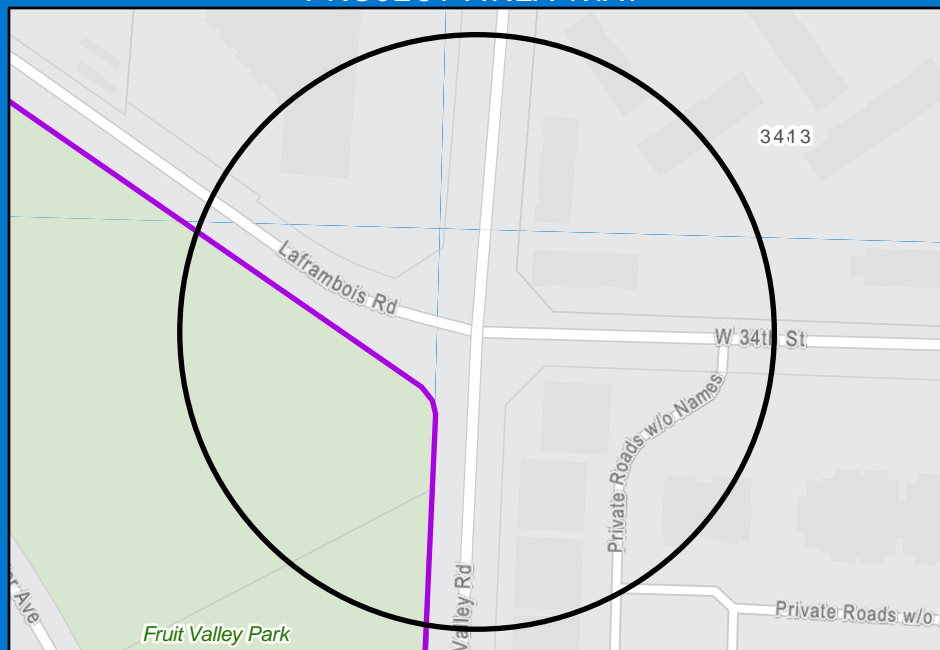 3413
Laframbois Rd
W 34th St
Private Roads w/o Names
Valley Rd
Private Roads w/o
Ave
Fruit Valley Park